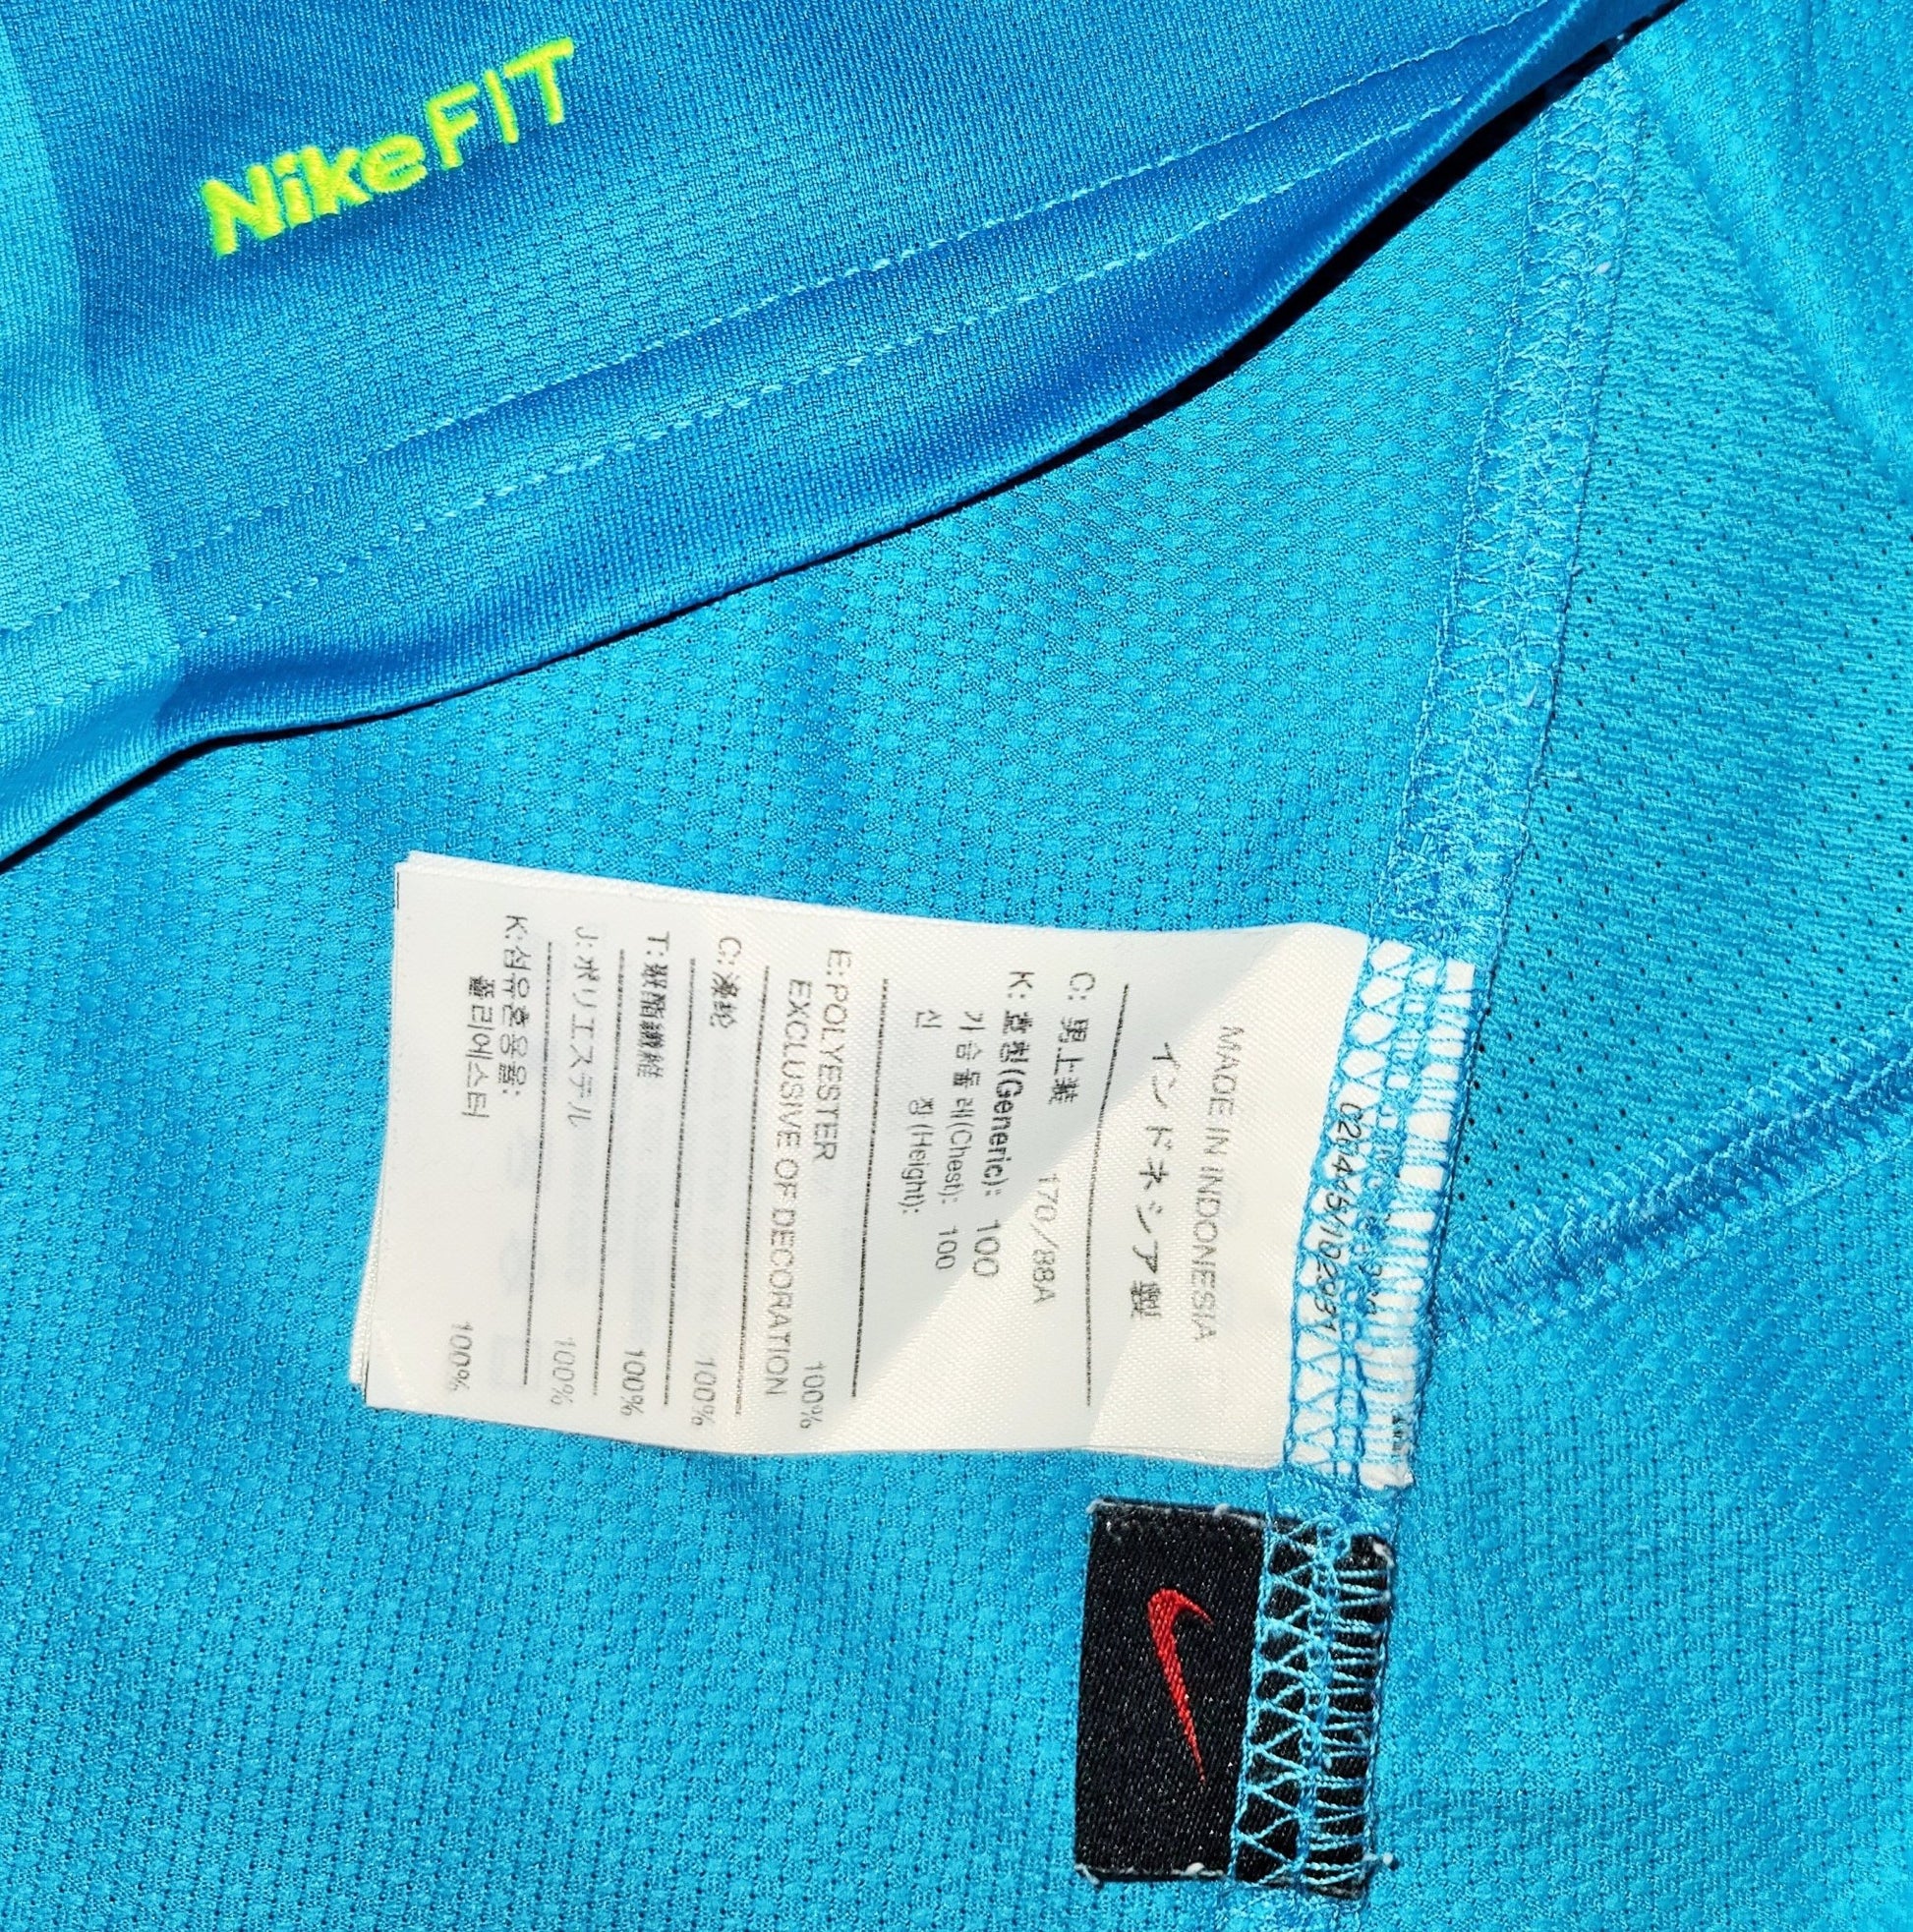 NikeFIT
MADE IN INDONESIA
インドネシア製
C: 男上装 170/88A
K: 호칭(Generic): 100
가슴둘레(Chest): 100
신 장(Height):
E: POLYESTER 100%
EXCLUSIVE OF DECORATION
C: 涤纶 100%
T: 聚酯纖維 100%
J: ポリエステル 100%
K: 섬유혼용율:
폴리에스터 100%